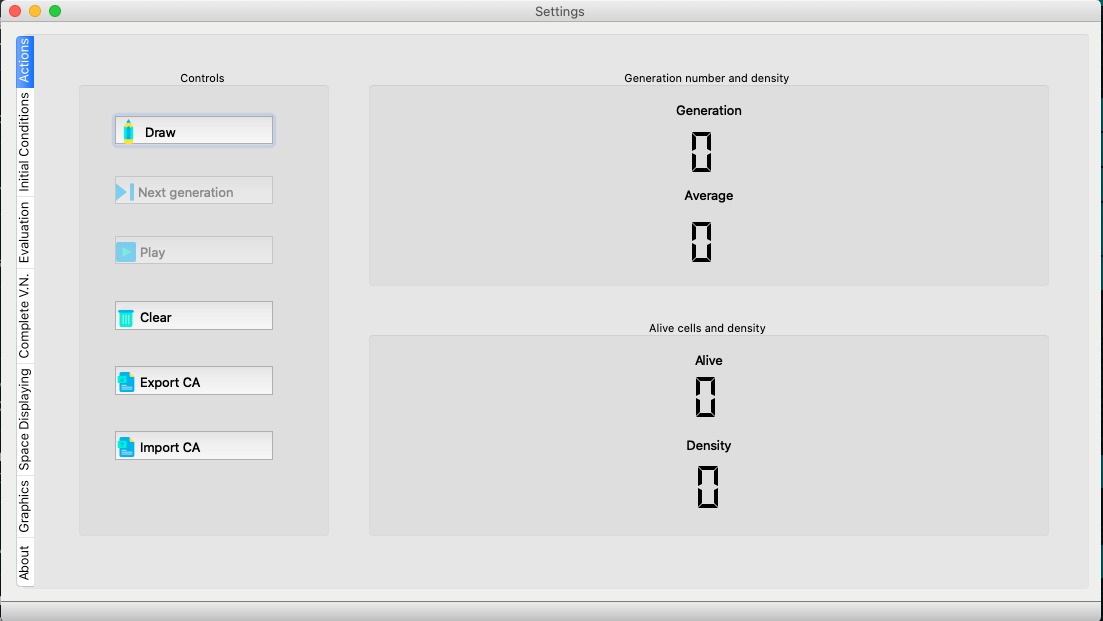 Settings
Actions
Initial Conditions
Evaluation
Complete V.N.
Space Displaying
Graphics
About
Controls
Draw
Next generation
Play
Clear
Export CA
Import CA
Generation number and density
Generation
0
Average
0
Alive cells and density
Alive
0
Density
0